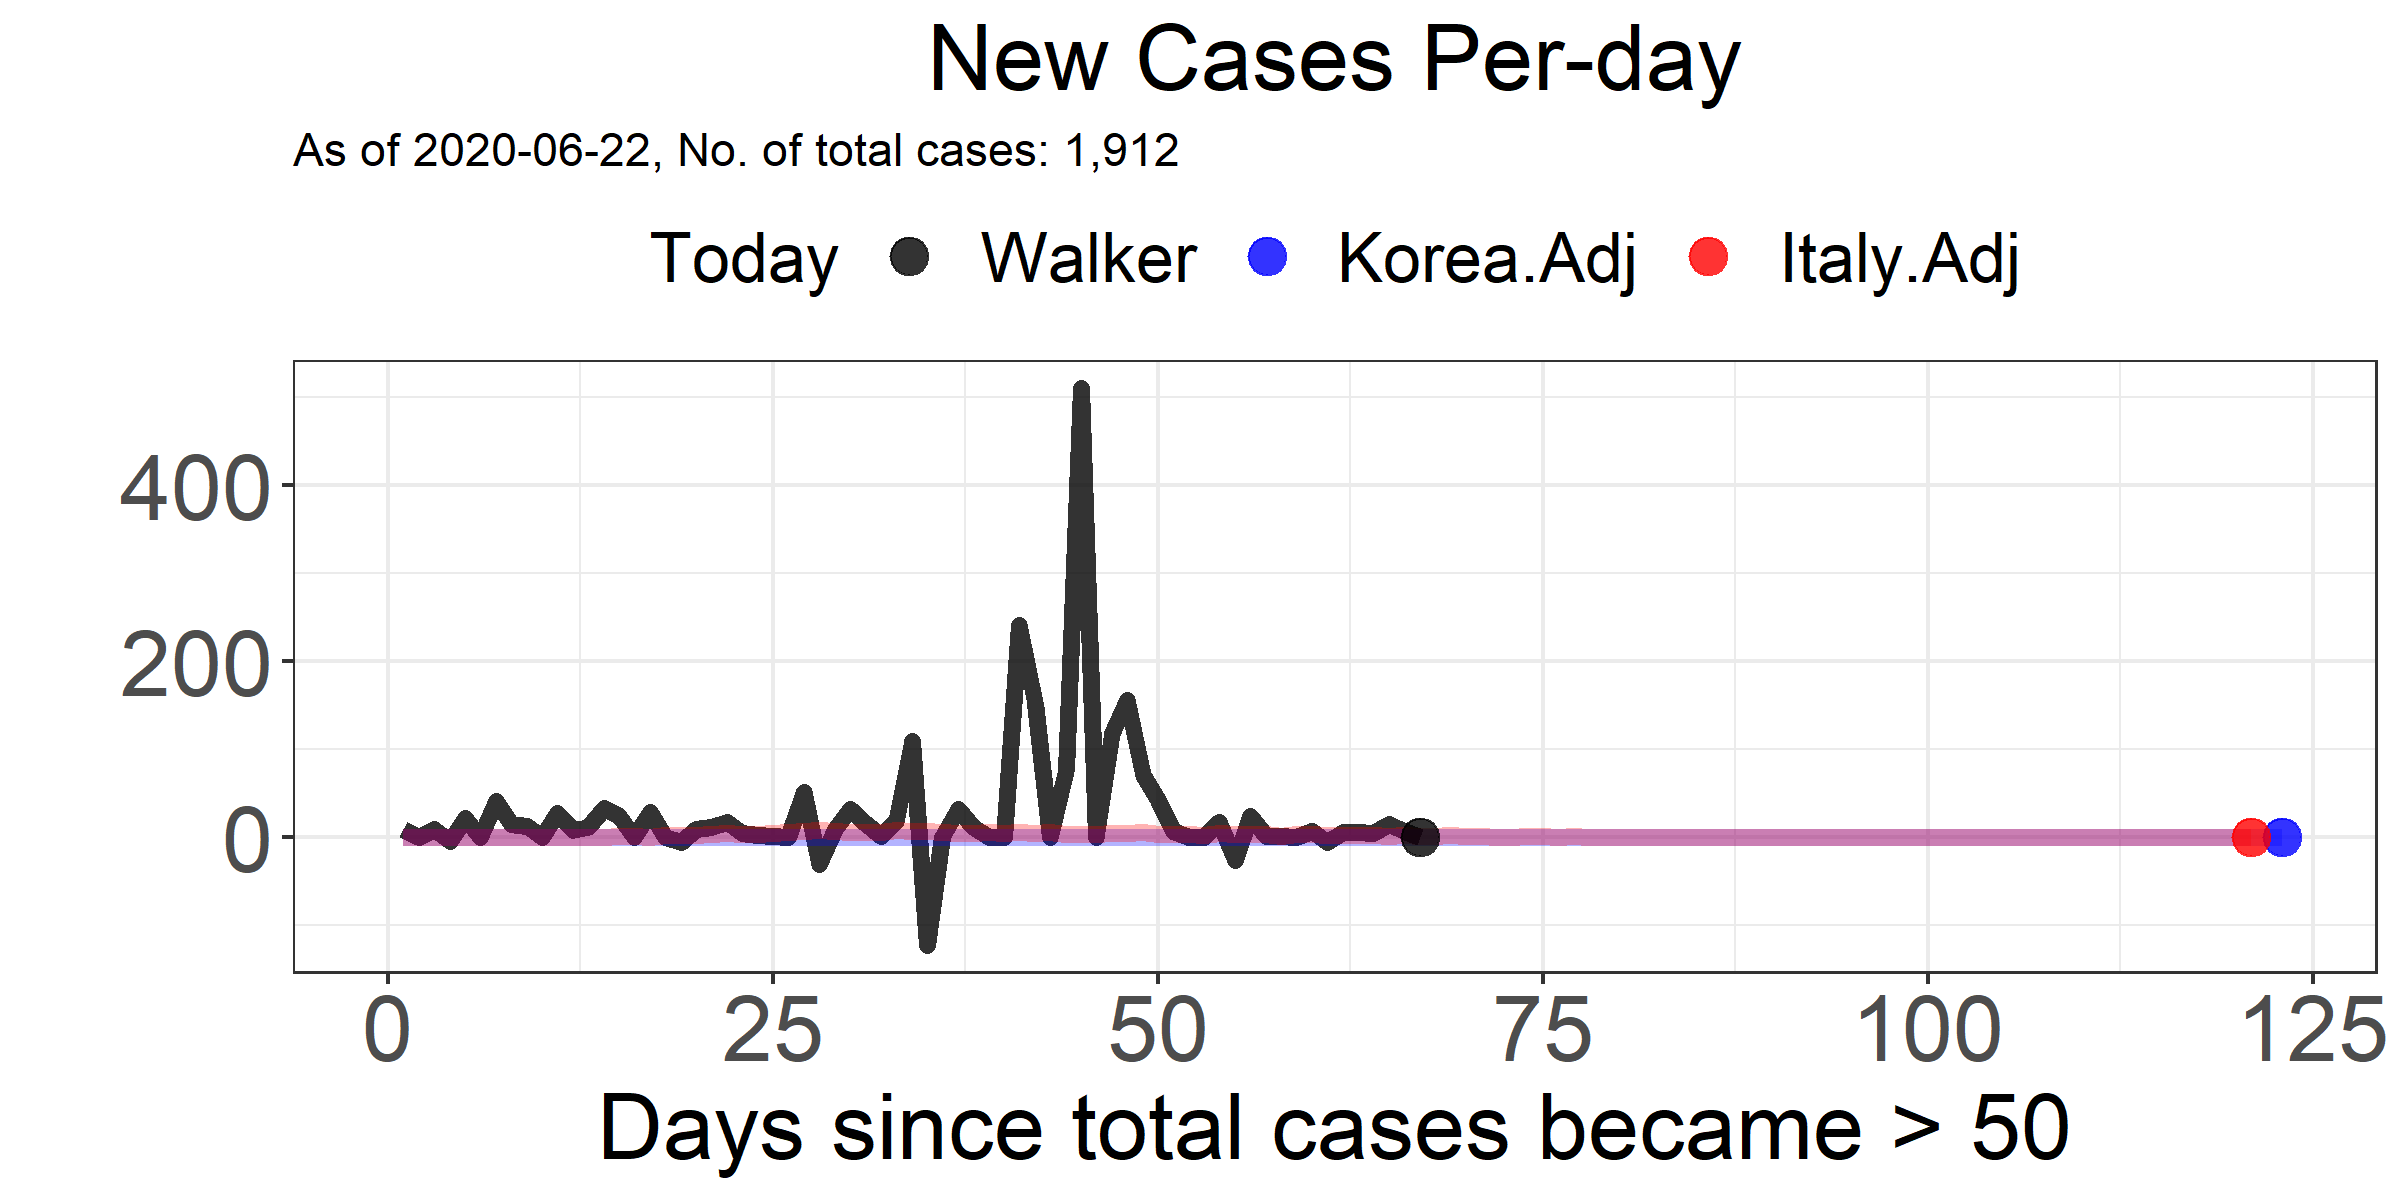 New Cases Per-day
As of 2020-06-22, No. of total cases: 1,912
Today Walker Korea.Adj Italy.Adj
400
200
0
0 25 50 75 100 125
Days since total cases became > 50